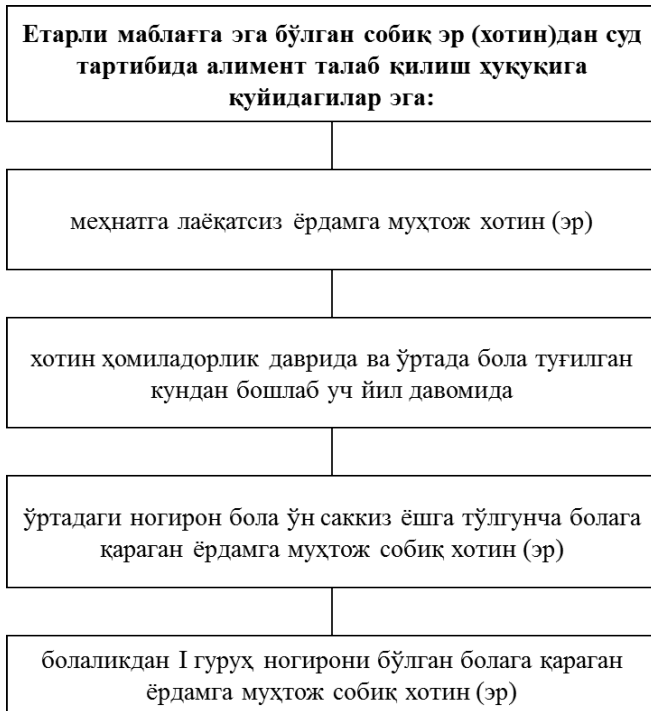 Етарли маблағга эга бўлган собиқ эр (хотин)дан суд
тартибида алимент талаб қилиш ҳуқуқига
қуйидагилар эга:
меҳнатга лаёқатсиз ёрдамга муҳтож хотин (эр)
хотин ҳомиладорлик даврида ва ўртада бола туғилган
кундан бошлаб уч йил давомида
ўртадаги ногирон бола ўн саккиз ёшга тўлгунча болага
қараган ёрдамга муҳтож собиқ хотин (эр)
болаликдан I гуруҳ ногирони бўлган болага қараган
ёрдамга муҳтож собиқ хотин (эр)